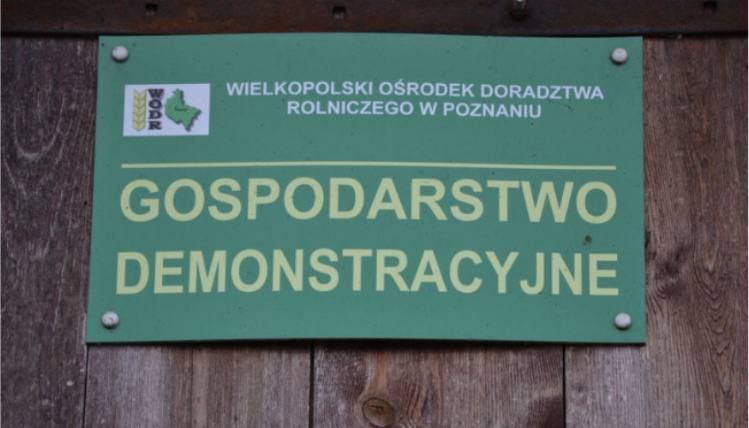 WODR
WIELKOPOLSKI OŚRODEK DORADZTWA
ROLNICZEGO W POZNANIU
GOSPODARSTWO
DEMONSTRACYJNE